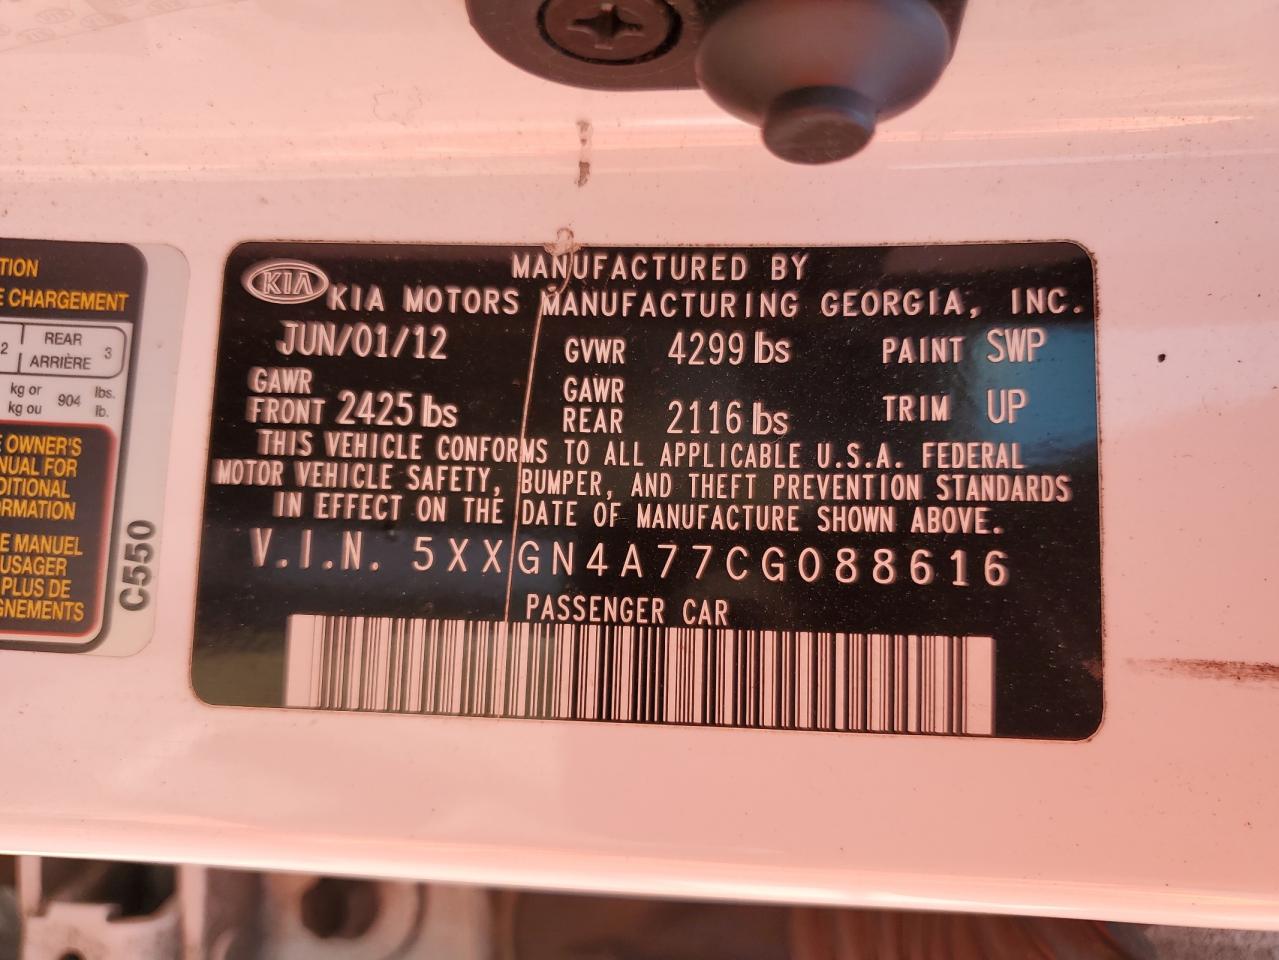 TION
E CHARGEMENT
2 REAR 3
ARRIÈRE
kg or lbs.
904
kg ou lb.
E OWNER'S
NUAL FOR
DITIONAL
ORMATION
E MANUEL
USAGER
PLUS DE
GNEMENTS
C550
MANUFACTURED BY
KIA KIA MOTORS MANUFACTURING GEORGIA, INC.
JUN/01/12 GVWR 4299 lbs PAINT SWP
GAWR FRONT 2425 lbs GAWR REAR 2116 lbs TRIM UP
THIS VEHICLE CONFORMS TO ALL APPLICABLE U.S.A. FEDERAL
MOTOR VEHICLE SAFETY, BUMPER, AND THEFT PREVENTION STANDARDS
IN EFFECT ON THE DATE OF MANUFACTURE SHOWN ABOVE.
V.I.N. 5XXGN4A77CG088616
PASSENGER CAR